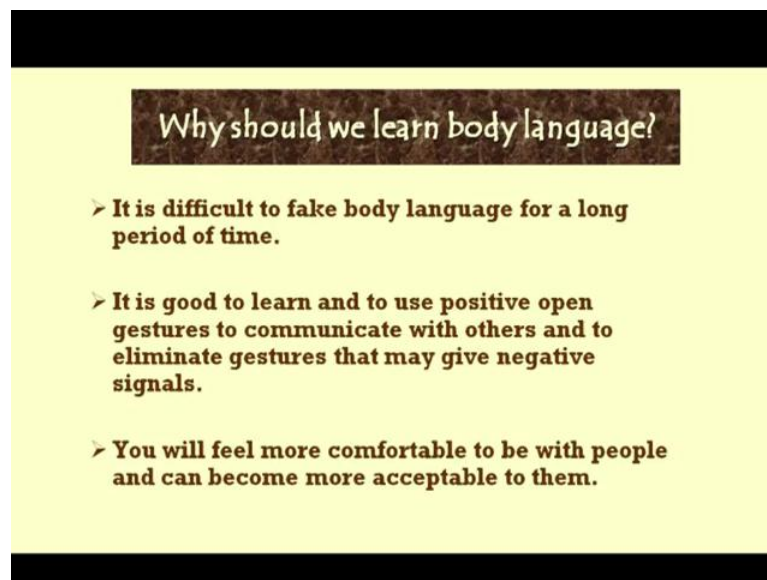 Why should we learn body language?
➢ It is difficult to fake body language for a long
period of time.
➢ It is good to learn and to use positive open
gestures to communicate with others and to
eliminate gestures that may give negative
signals.
➢ You will feel more comfortable to be with people
and can become more acceptable to them.